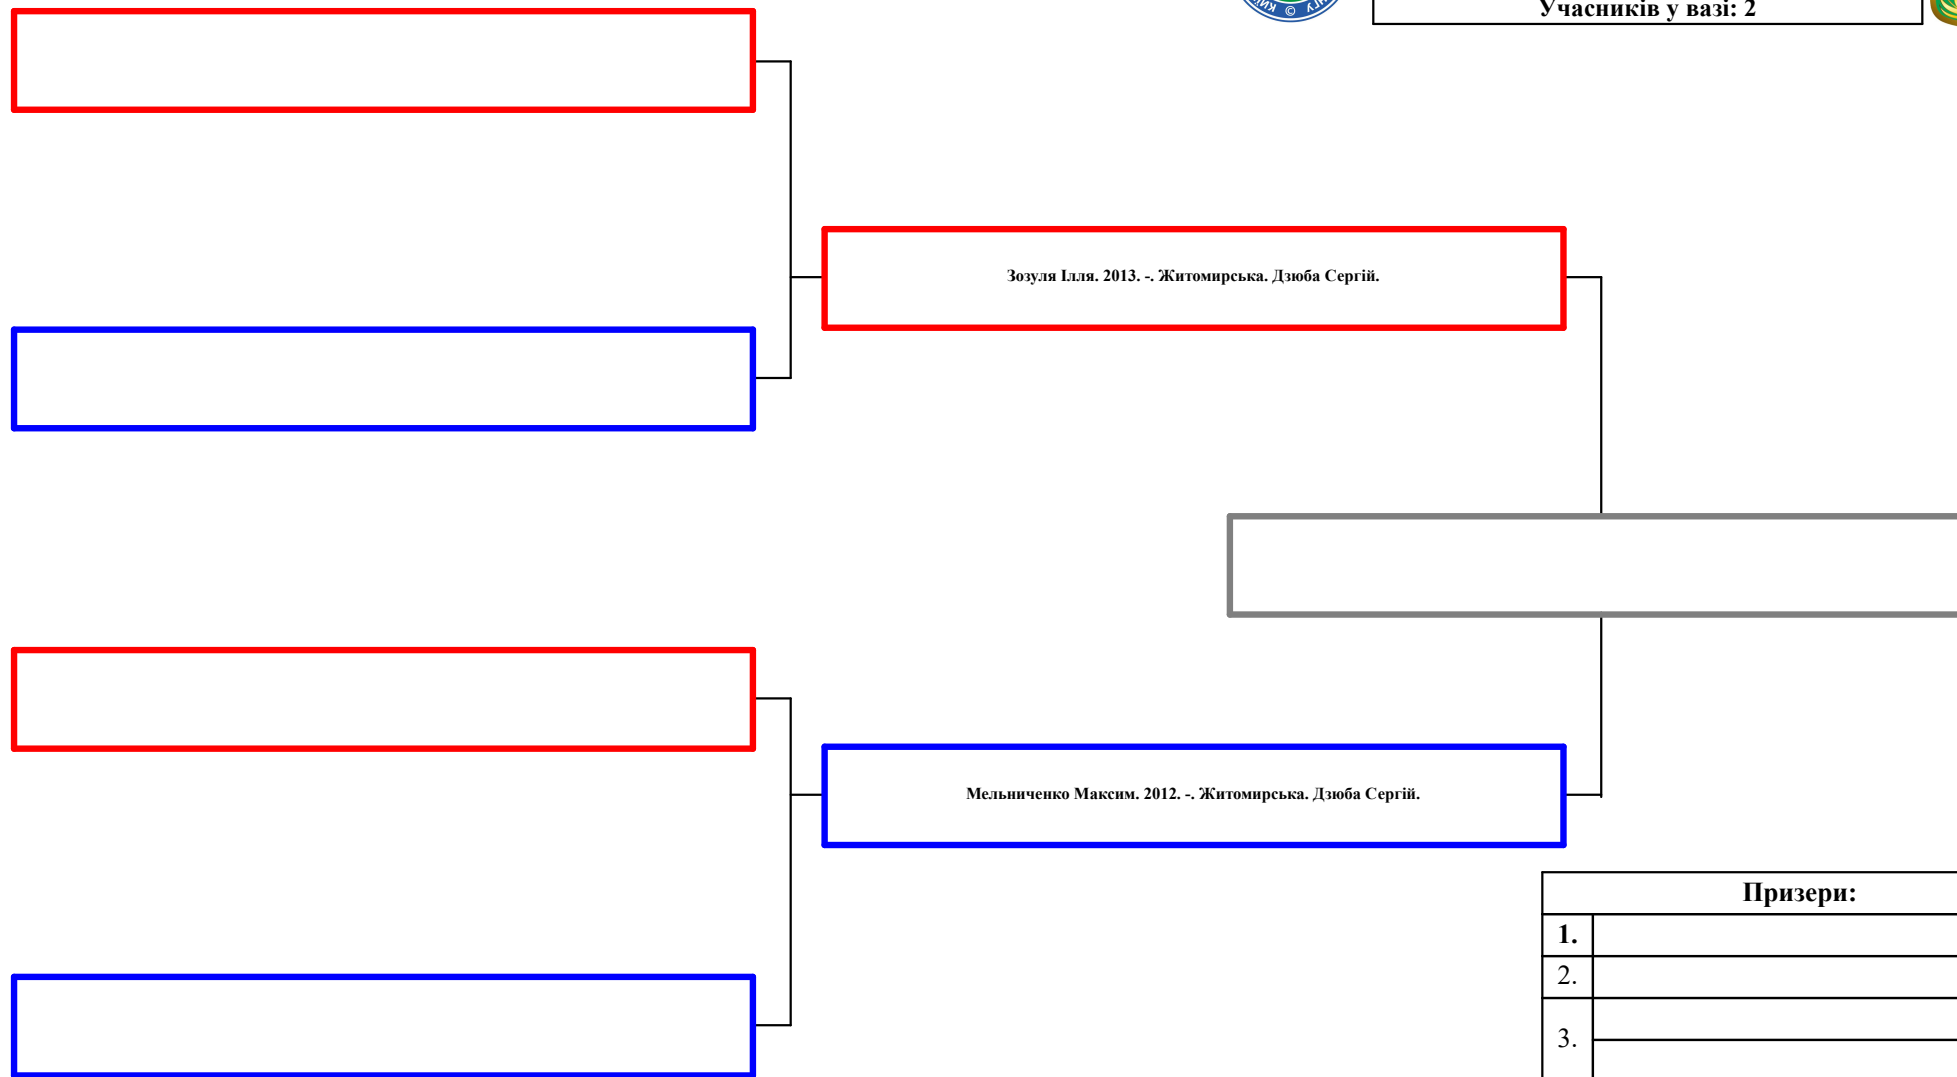 Учасників у вазі: 2
Зозуля Ілля. 2013. -. Житомирська. Дзюба Сергій.
Мельниченко Максим. 2012. -. Житомирська. Дзюба Сергій.
Призери:
1.
2.
3.